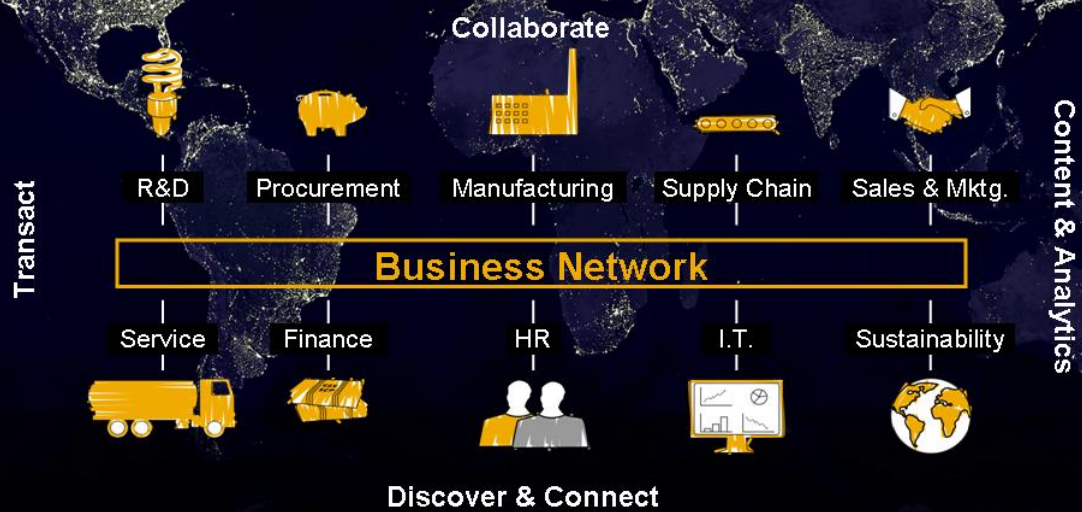 Collaborate
Transact
R&D
Procurement
Manufacturing
Supply Chain
Sales & Mktg.
Content & Analytics
Business Network
Service
Finance
HR
I.T.
Sustainability
Discover & Connect